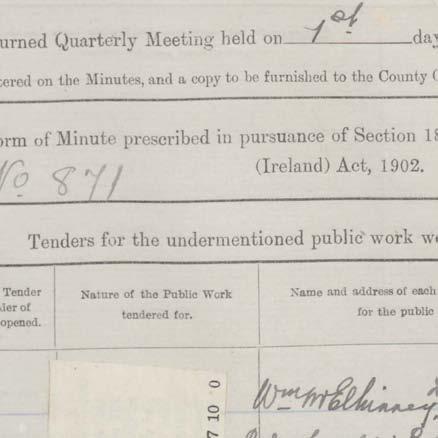 urned Quarterly Meeting held on 1st day
tered on the Minutes, and a copy to be furnished to the County C
orm of Minute prescribed in pursuance of Section 18
(Ireland) Act, 1902.
No 871
Tenders for the undermentioned public work we
Tender
der of
opened.
Nature of the Public Work
tendered for.
Name and address of each
for the public
7 10 0
Wm McElhinney